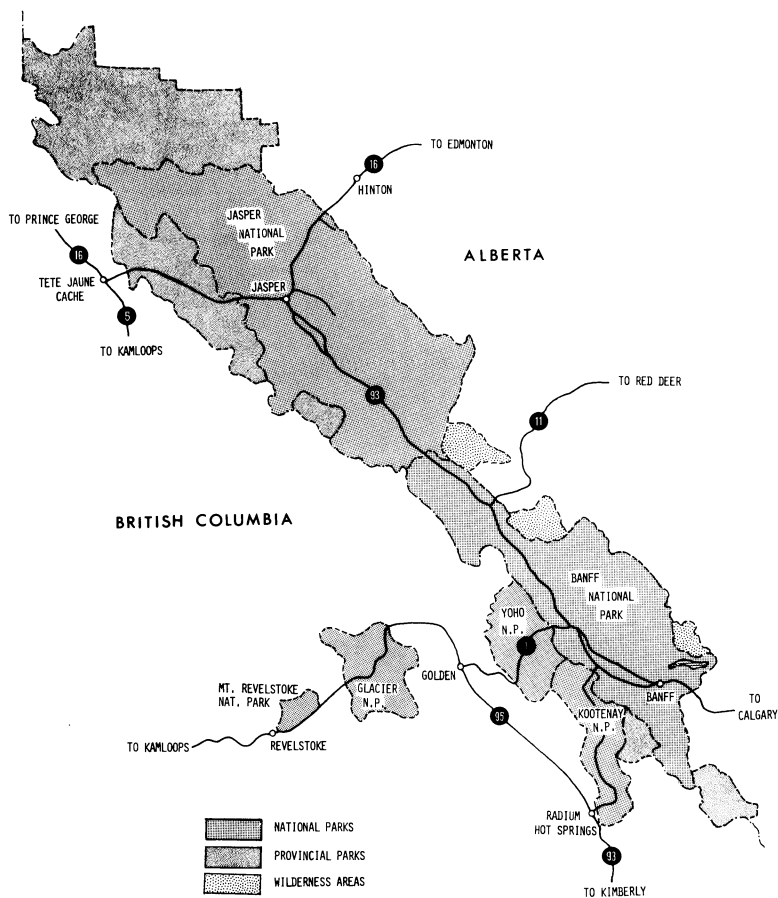 TO EDMONTON
16
HINTON
JASPER
NATIONAL
PARK
TO PRINCE GEORGE
16
ALBERTA
TETE JAUNE
CACHE
JASPER
5
TO KAMLOOPS
93
TO RED DEER
11
BRITISH COLUMBIA
BANFF
NATIONAL
PARK
YOHO
N.P.
1
GOLDEN
MT. REVELSTOKE
NAT. PARK
GLACIER
N.P.
BANFF
TO
CALGARY
KOOTENAY
N.P.
95
TO KAMLOOPS
REVELSTOKE
RADIUM
HOT SPRINGS
NATIONAL PARKS
PROVINCIAL PARKS
WILDERNESS AREAS
93
TO KIMBERLY